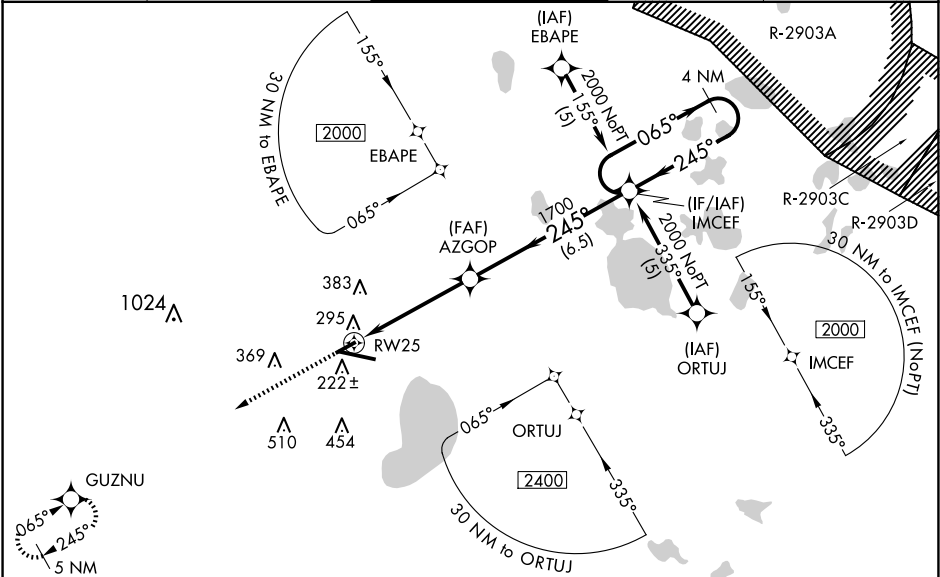 (IAF)
EBAPE
R-2903A
155°
2000 NoPT
155°
(5)
4 NM
30 NM to EBAPE
2000
EBAPE
065°
065°
245°
R-2903C
R-2903D
(IF/IAF)
IMCEF
1700
245°
(6.5)
(FAF)
AZGOP
2000 NoPT
335°
(5)
30 NM to IMCEF (NoPT)
155°
2000
IMCEF
335°
383
1024
295
RW25
369
222±
(IAF)
ORTUJ
510
454
065°
ORTUJ
2400
335°
30 NM to ORTUJ
GUZNU
065°
245°
5 NM